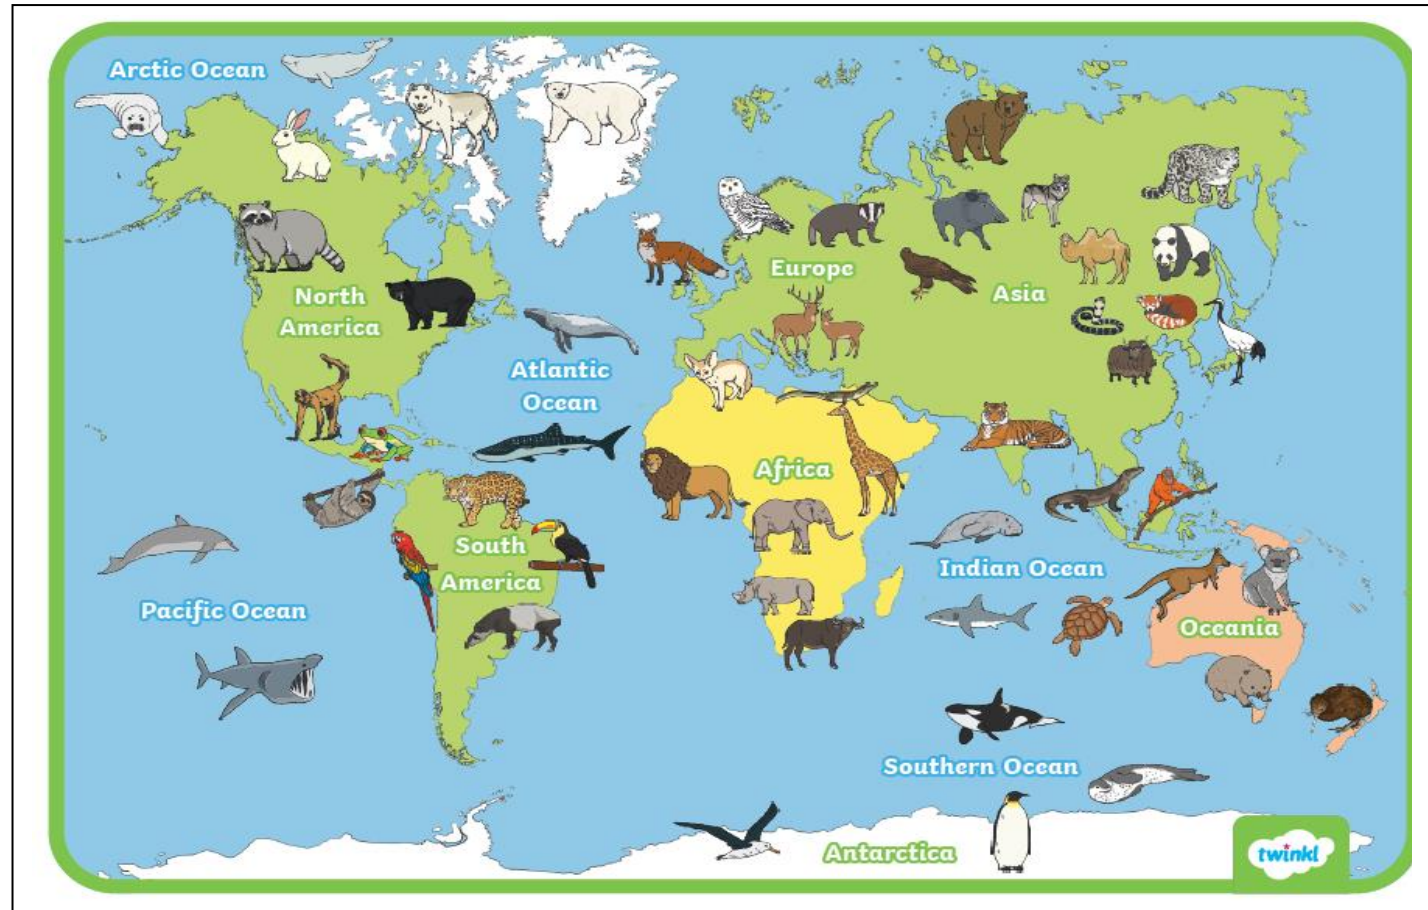 Arctic Ocean
North
America
Atlantic
Ocean
Europe
Asia
Africa
South
America
Pacific Ocean
Indian Ocean
Oceania
Southern Ocean
Antarctica
twinkl